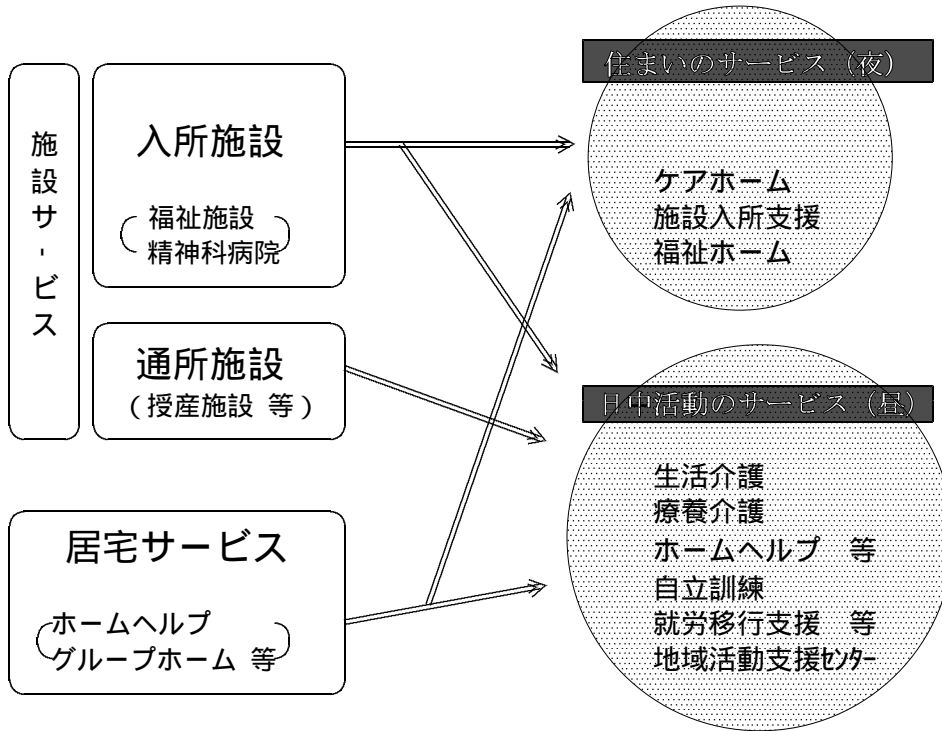 施設サ-ビス
入所施設
福祉施設
精神科病院
通所施設
（授産施設 等）
居宅サービス
ホームヘルプ
グループホーム 等
住まいのサービス（夜）
ケアホーム
施設入所支援
福祉ホーム
日中活動のサービス（昼）
生活介護
療養介護
ホームヘルプ　等
自立訓練
就労移行支援　等
地域活動支援ｾﾝﾀｰ